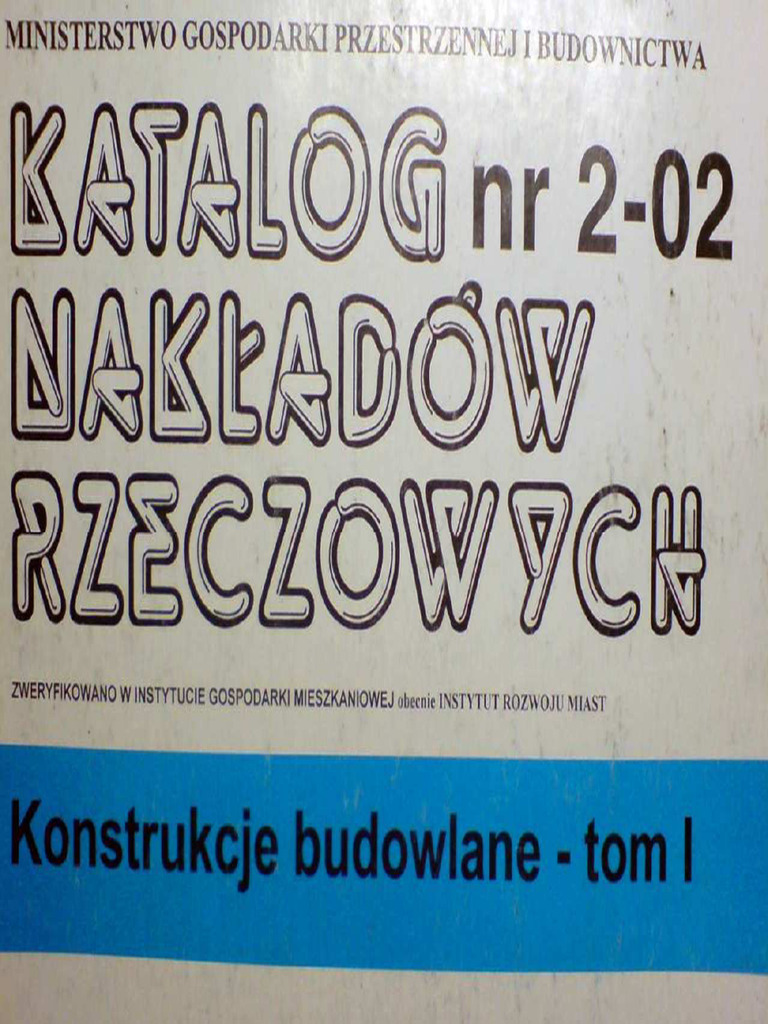 MINISTERSTWO GOSPODARKI PRZESTRZENNEJ I BUDOWNICTWA
KATALOG nr 2-02
NAKŁADÓW
RZECZOWYCH
ZWERYFIKOWANO W INSTYTUCIE GOSPODARKI MIESZKANIOWEJ obecnie INSTYTUT ROZWOJU MIAST
Konstrukcje budowlane - tom I